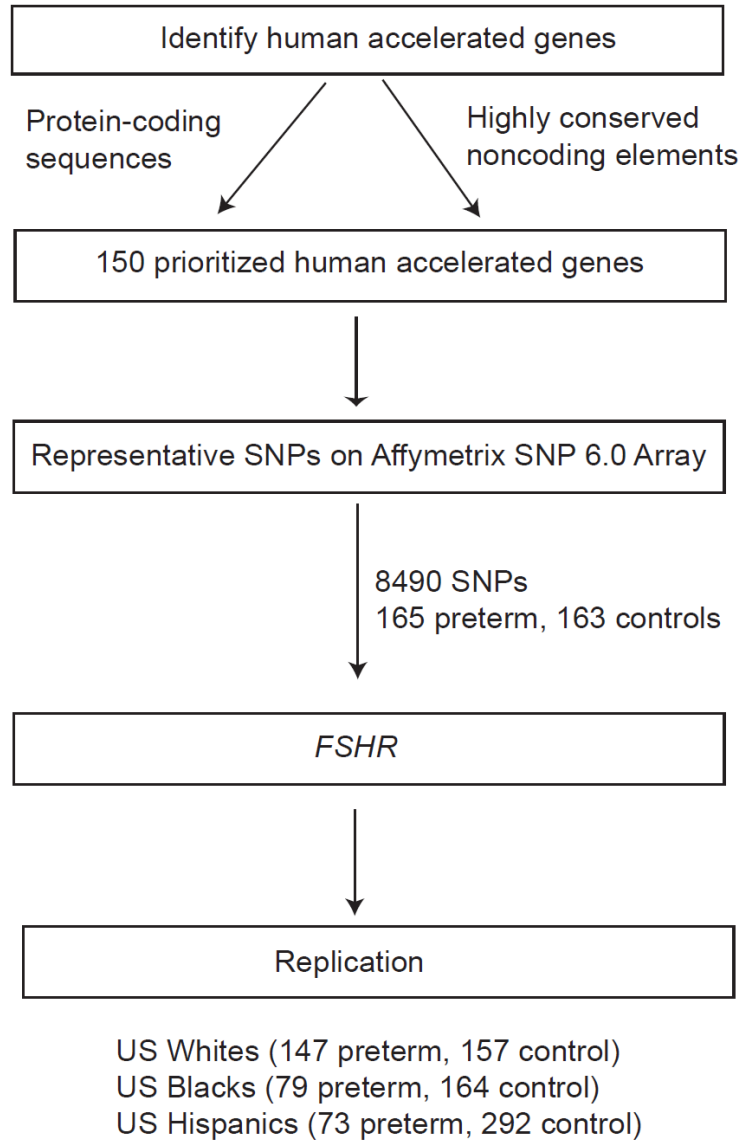 Identify human accelerated genes
Protein-coding
sequences
Highly conserved
noncoding elements
150 prioritized human accelerated genes
Representative SNPs on Affymetrix SNP 6.0 Array
8490 SNPs
165 preterm, 163 controls
FSHR
Replication
US Whites (147 preterm, 157 control)
US Blacks (79 preterm, 164 control)
US Hispanics (73 preterm, 292 control)